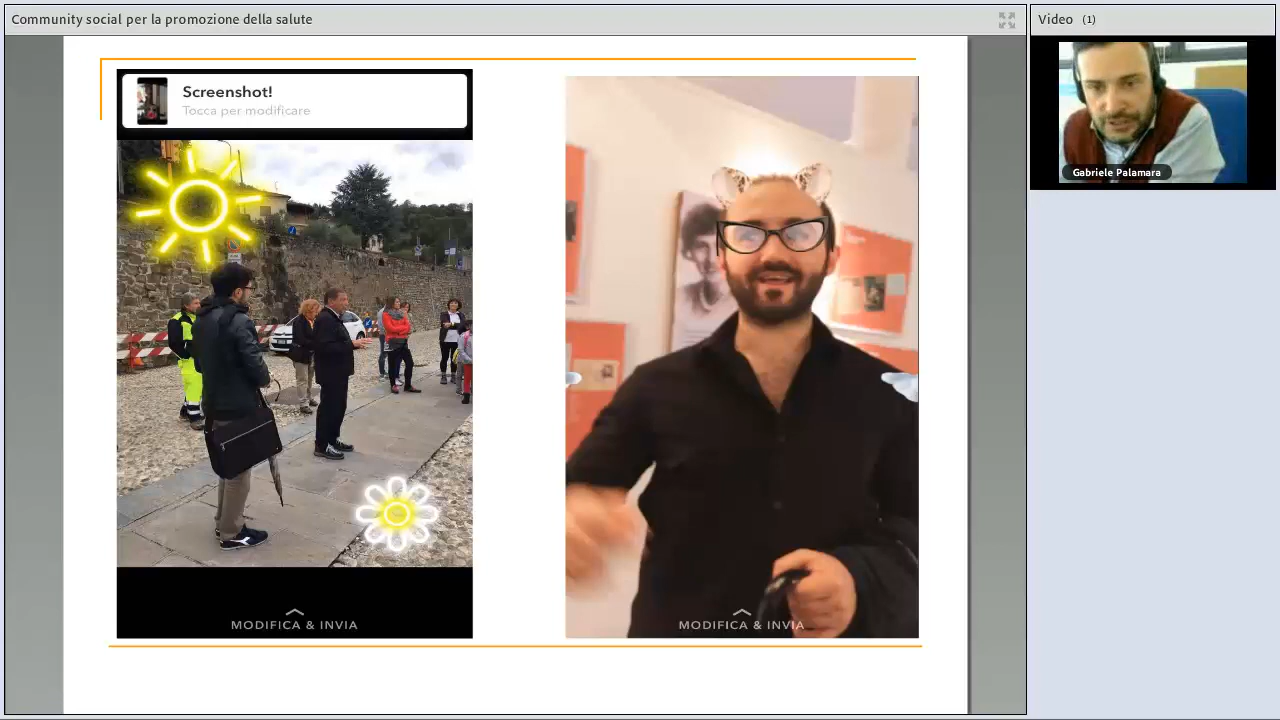 Community social per la promozione della salute
Video (1)
Screenshot!
Tocca per modificare
MODIFICA & INVIA
MODIFICA & INVIA
Gabriele Palamara